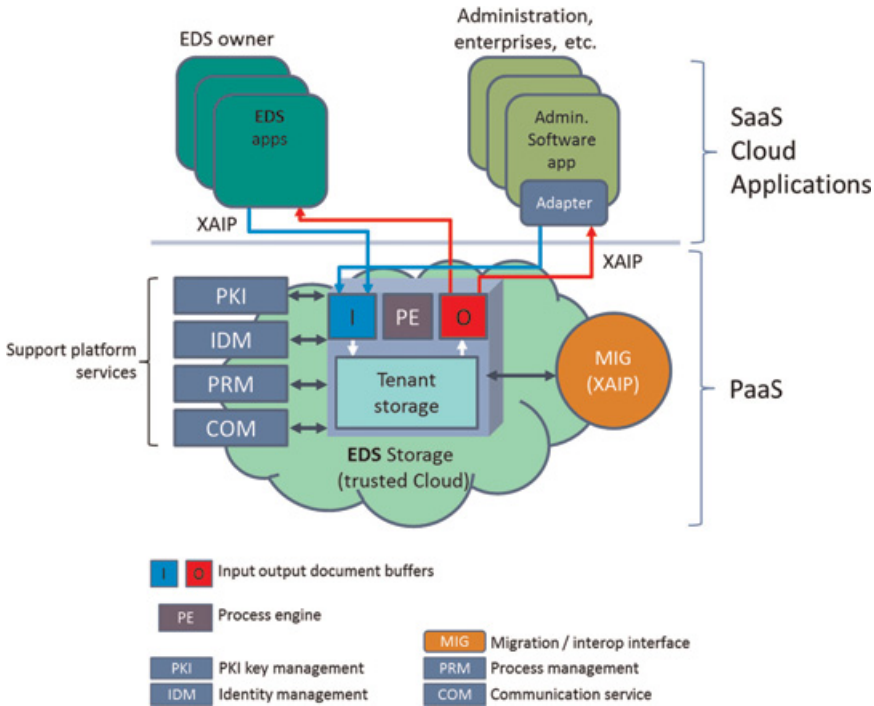 EDS owner
Administration,
enterprises, etc.
EDS
apps
Admin.
Software
app
Adapter
SaaS
Cloud
Applications
XAIP
XAIP
PKI
IDM
PRM
COM
Support platform
services
I
PE
O
Tenant
storage
MIG
(XAIP)
PaaS
EDS Storage
(trusted Cloud)
I
O
Input output document buffers
PE
Process engine
MIG
Migration / interop interface
PKI
PKI key management
PRM
Process management
IDM
Identity management
COM
Communication service